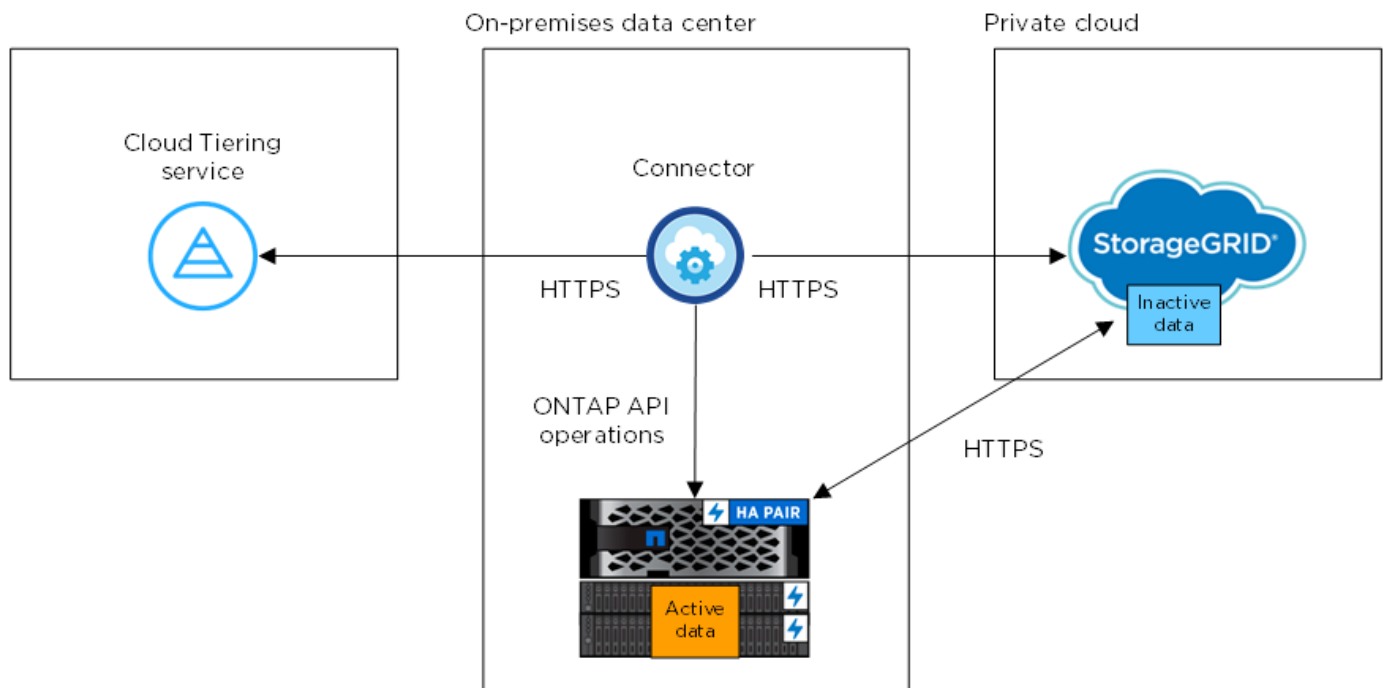 On-premises data center
Private cloud
Cloud Tiering
service
Connector
StorageGRID®
HTTPS
HTTPS
Inactive
data
ONTAP API
operations
HTTPS
HA PAIR
Active
data